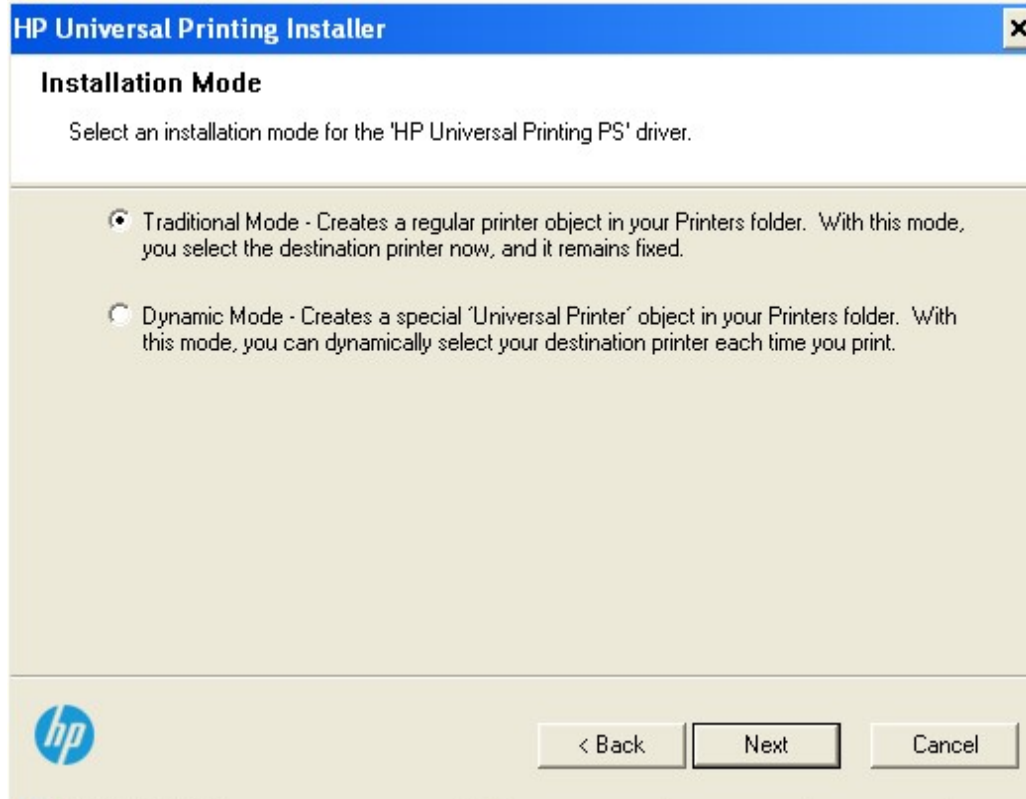 HP Universal Printing Installer
Installation Mode
Select an installation mode for the 'HP Universal Printing PS' driver.
Traditional Mode - Creates a regular printer object in your Printers folder.  With this mode,
you select the destination printer now, and it remains fixed.
Dynamic Mode - Creates a special ´Universal Printer´ object in your Printers folder.  With
this mode, you can dynamically select your destination printer each time you print.
hp
< Back
Next
Cancel